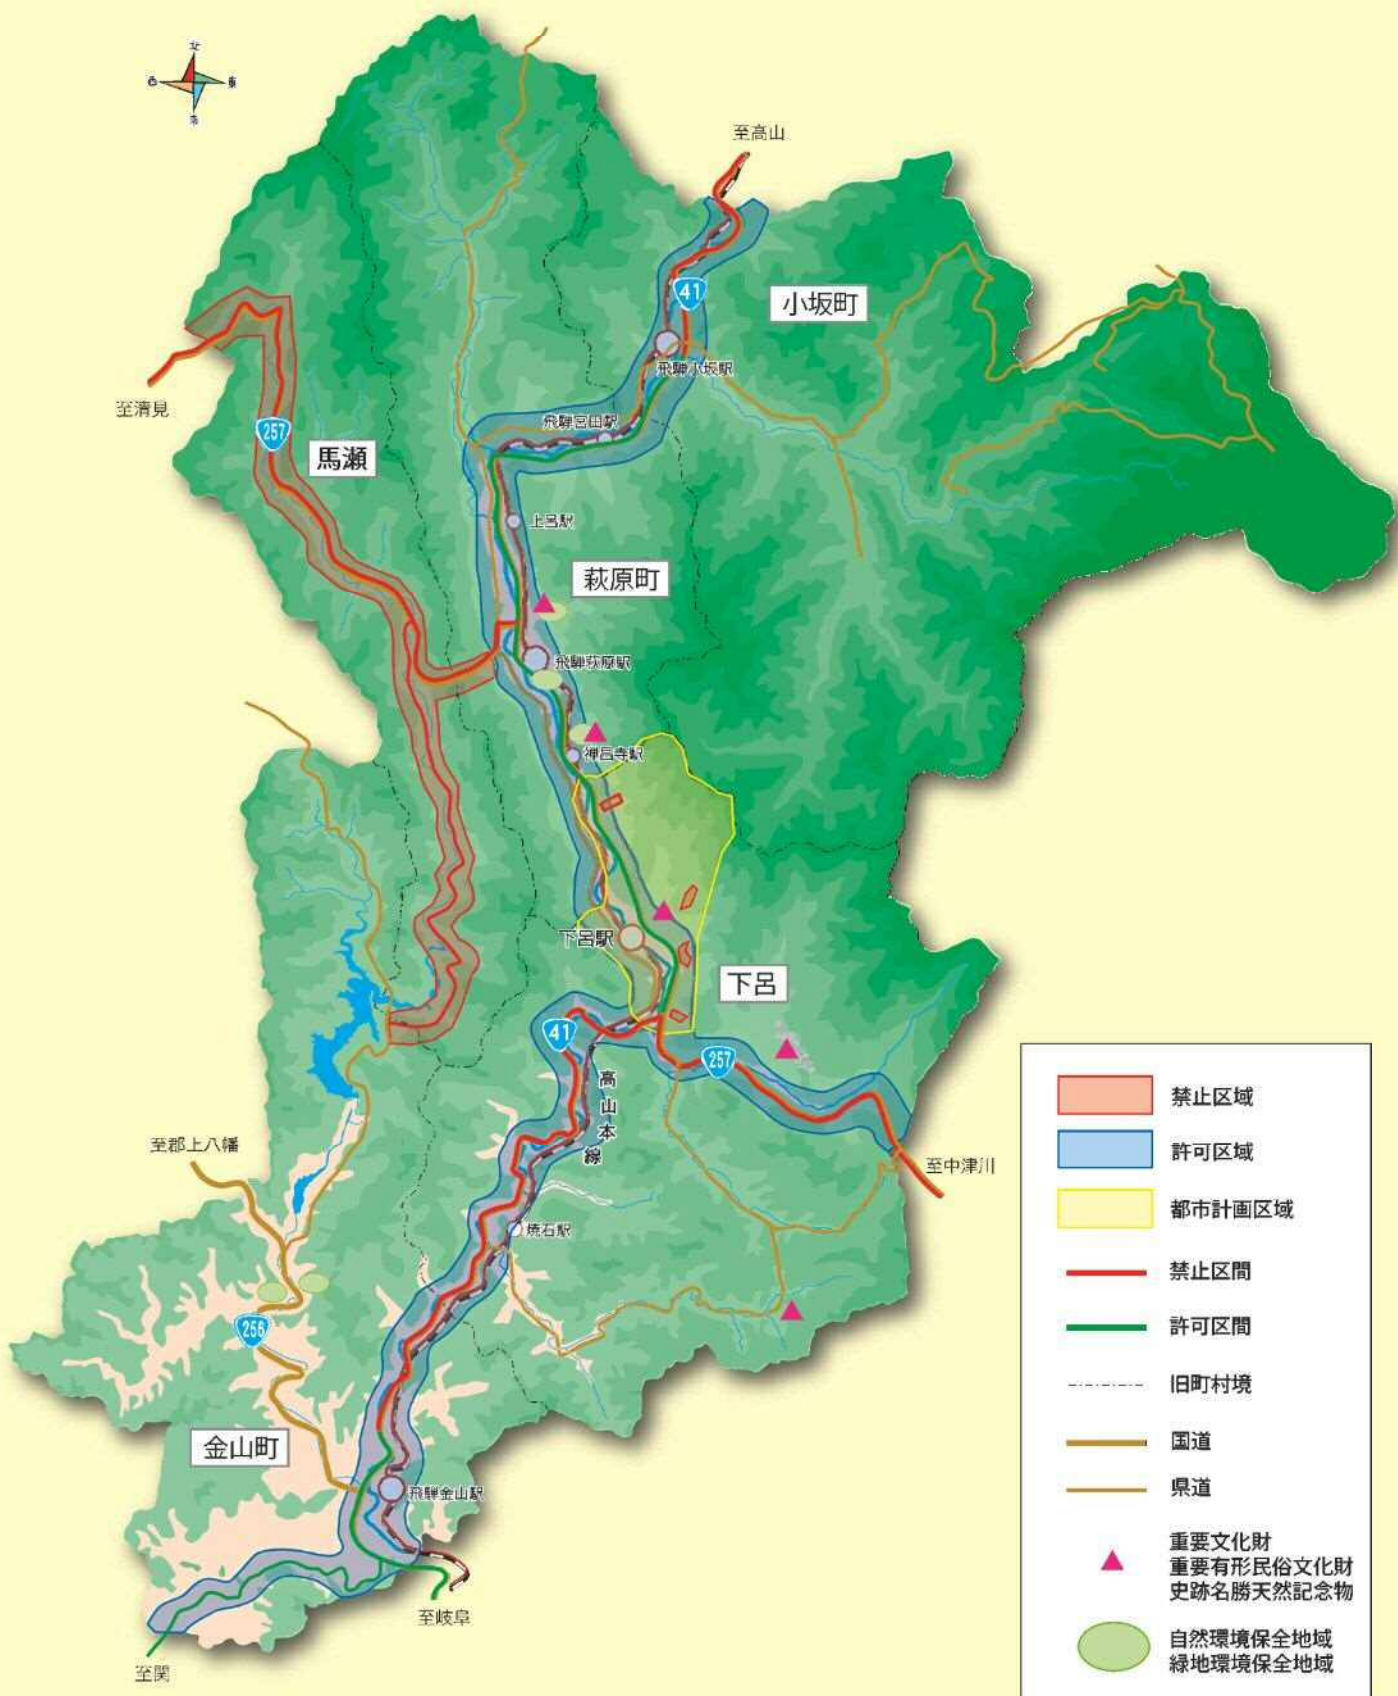 北
西
東
南
至高山
41
小坂町
飛騨小坂駅
至清見
257
馬瀬
飛騨宮田駅
上呂駅
萩原町
飛騨萩原駅
禅昌寺駅
下呂駅
下呂
41
257
高山本線
至郡上八幡
至中津川
焼石駅
256
金山町
飛騨金山駅
至岐阜
至関
禁止区域
許可区域
都市計画区域
禁止区間
許可区間
旧町村境
国道
県道
重要文化財
重要有形民俗文化財
史跡名勝天然記念物
自然環境保全地域
緑地環境保全地域